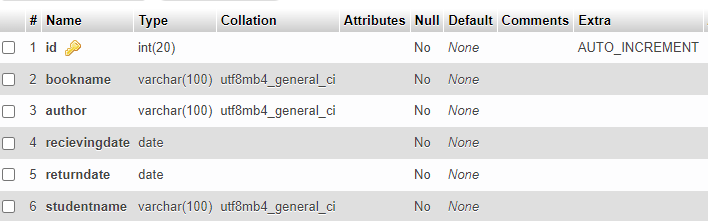 # Name Type Collation Attributes Null Default Comments Extra
1 id int(20) No None AUTO_INCREMENT
2 bookname varchar(100) utf8mb4_general_ci No None
3 author varchar(100) utf8mb4_general_ci No None
4 recievingdate date No None
5 returndate date No None
6 studentname varchar(100) utf8mb4_general_ci No None